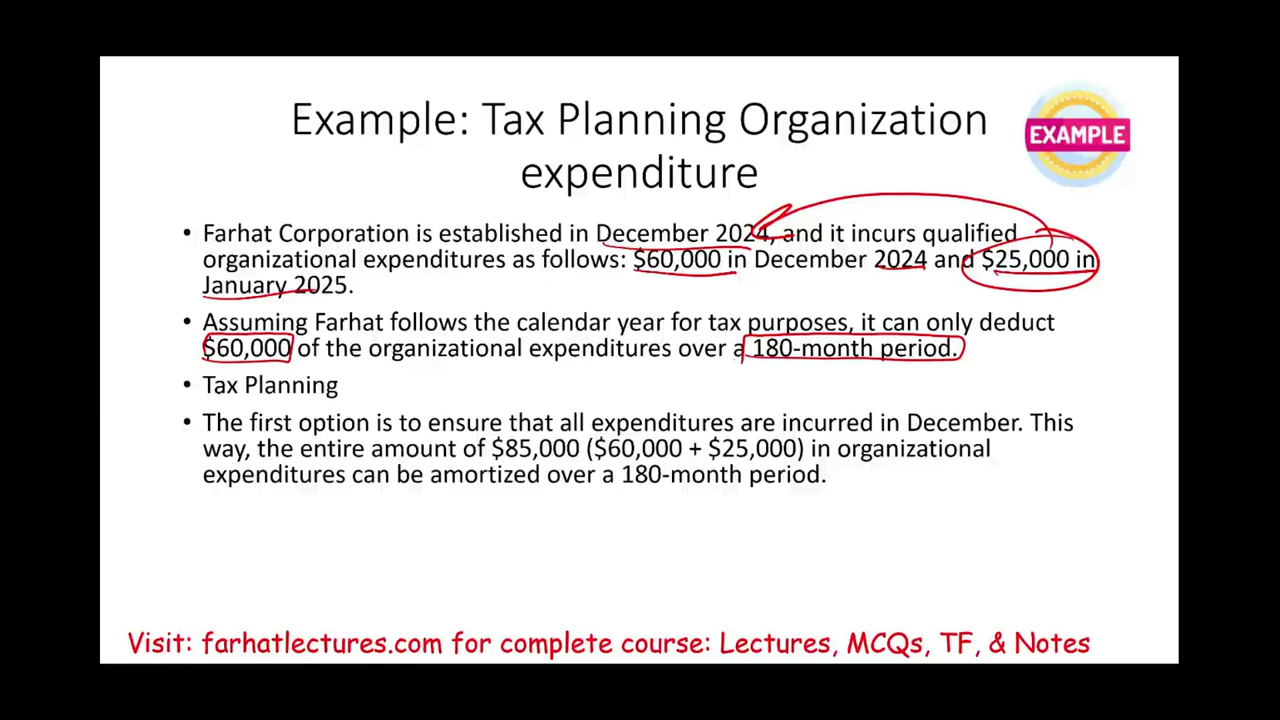 Example: Tax Planning Organization
expenditure
EXAMPLE
• Farhat Corporation is established in December 2024, and it incurs qualified
organizational expenditures as follows: $60,000 in December 2024 and $25,000 in
January 2025.
• Assuming Farhat follows the calendar year for tax purposes, it can only deduct
$60,000 of the organizational expenditures over a 180-month period.
• Tax Planning
• The first option is to ensure that all expenditures are incurred in December. This
way, the entire amount of $85,000 ($60,000 + $25,000) in organizational
expenditures can be amortized over a 180-month period.
Visit: farhatlectures.com for complete course: Lectures, MCQs, TF, & Notes